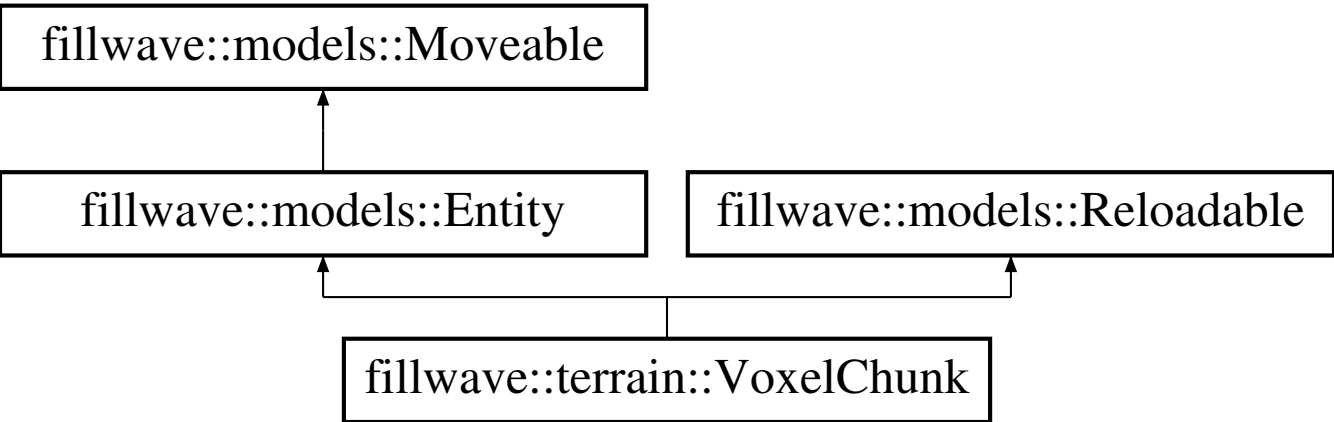 fillwave::models::Moveable
fillwave::models::Entity
fillwave::models::Reloadable
fillwave::terrain::VoxelChunk